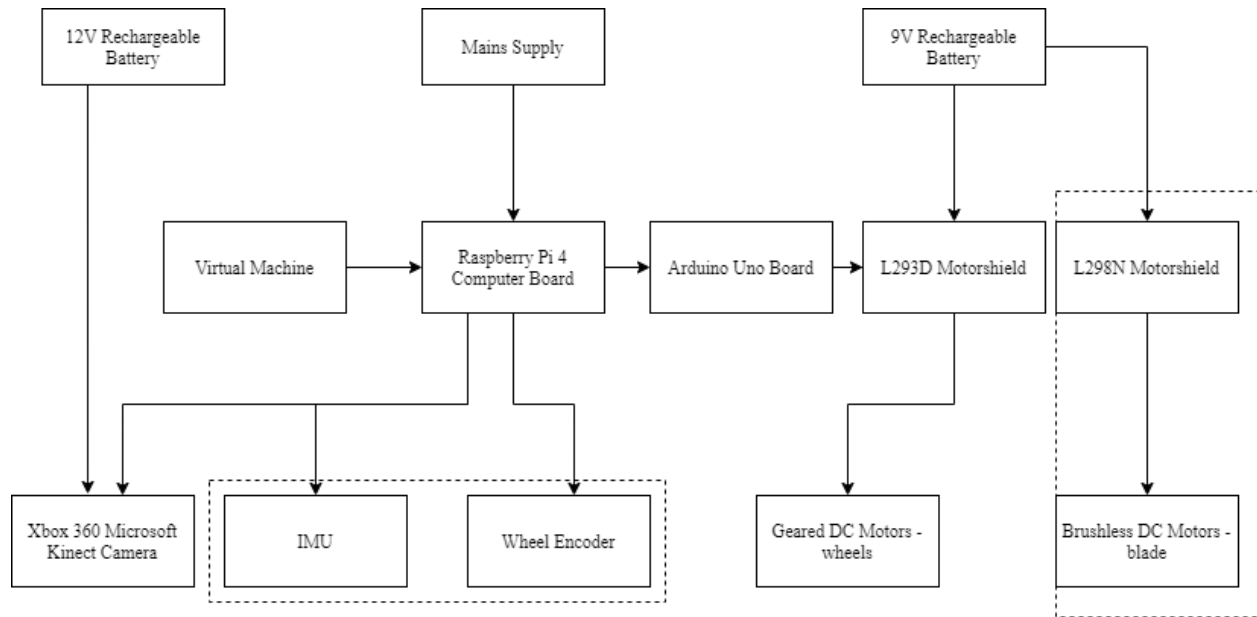 12V Rechargeable
Battery
Mains Supply
9V Rechargeable
Battery
Virtual Machine
Raspberry Pi 4
Computer Board
Arduino Uno Board
L293D Motorshield
L298N Motorshield
Xbox 360 Microsoft
Kinect Camera
IMU
Wheel Encoder
Geared DC Motors -
wheels
Brushless DC Motors -
blade